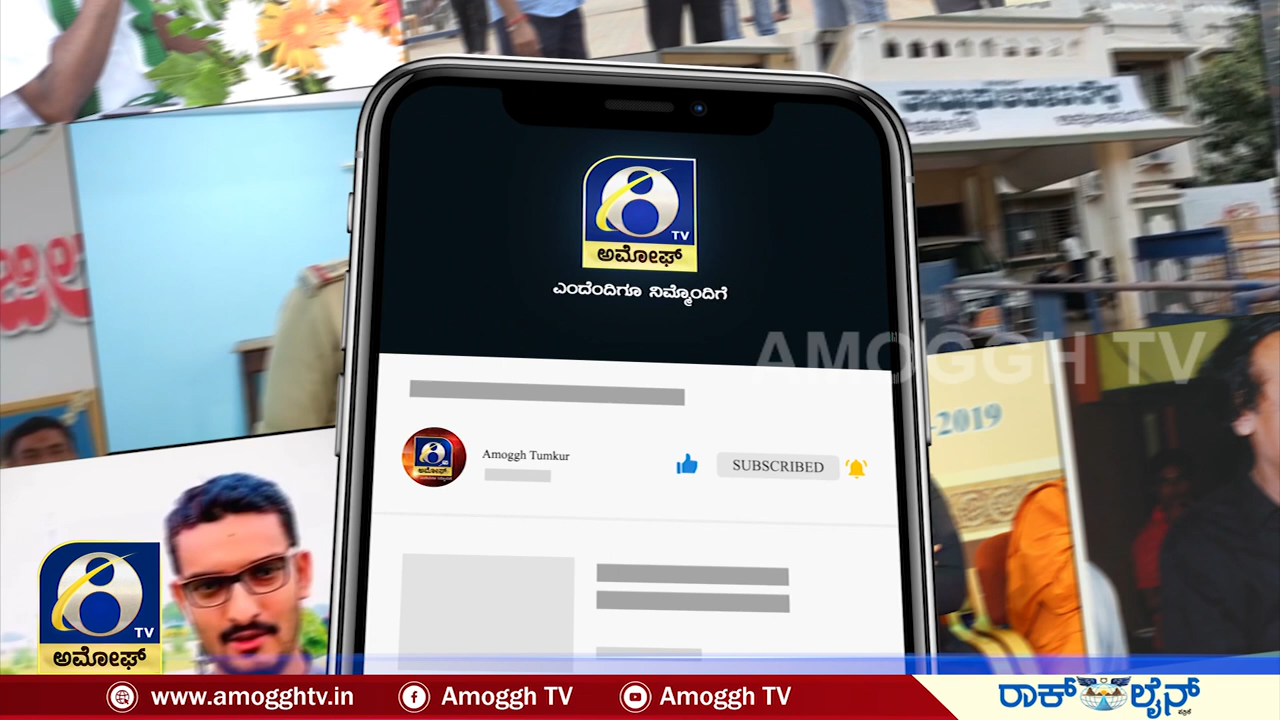 TV
ಅಮೋಘ್
ಎಂದೆಂದಿಗೂ ನಿಮ್ಮೊಂದಿಗೆ
AMOGGH TV
-2019
Amoggh Tumkur
SUBSCRIBED
TV
ಅಮೋಘ್
www.amogghtv.in
Amoggh TV
Amoggh TV
ರಾಕ್ ಲೈನ್